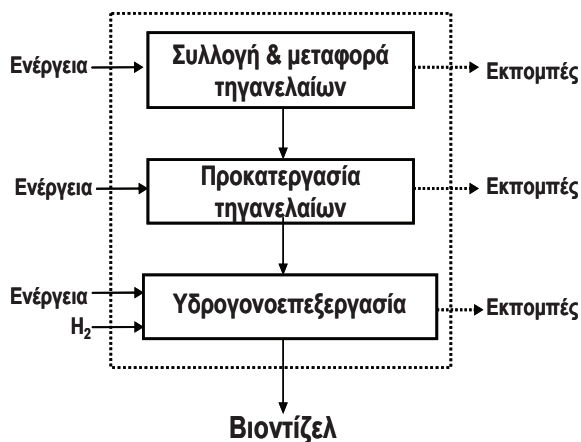 Ενέργεια
Συλλογή & μεταφορά
τηγανελαίων
Εκπομπές
Ενέργεια
Προκατεργασία
τηγανελαίων
Εκπομπές
Ενέργεια
H₂
Υδρογονοεπεξεργασία
Εκπομπές
Βιοντίζελ